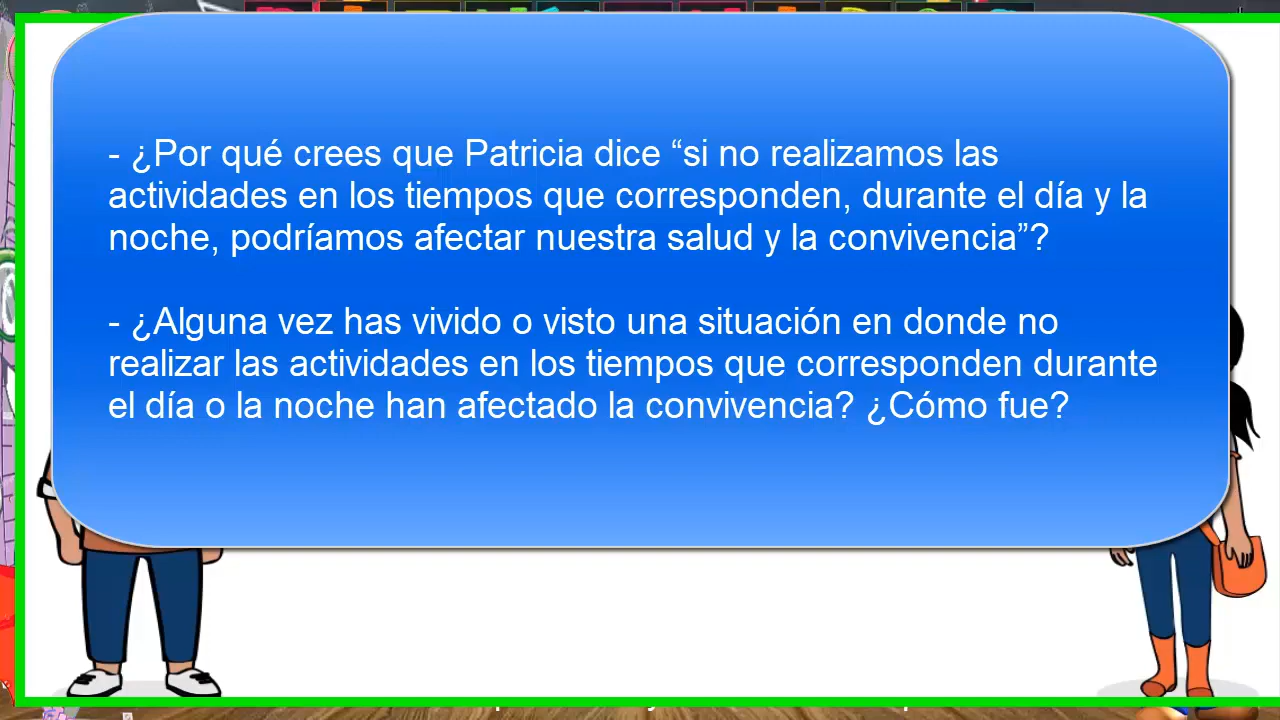 - ¿Por qué crees que Patricia dice “si no realizamos las
actividades en los tiempos que corresponden, durante el día y la
noche, podríamos afectar nuestra salud y la convivencia”?
- ¿Alguna vez has vivido o visto una situación en donde no
realizar las actividades en los tiempos que corresponden durante
el día o la noche han afectado la convivencia? ¿Cómo fue?